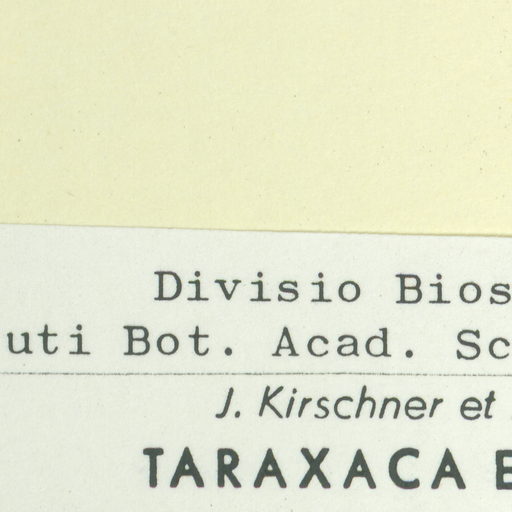 Divisio Bios
uti Bot. Acad. Sc
J. Kirschner et
TARAXACA E